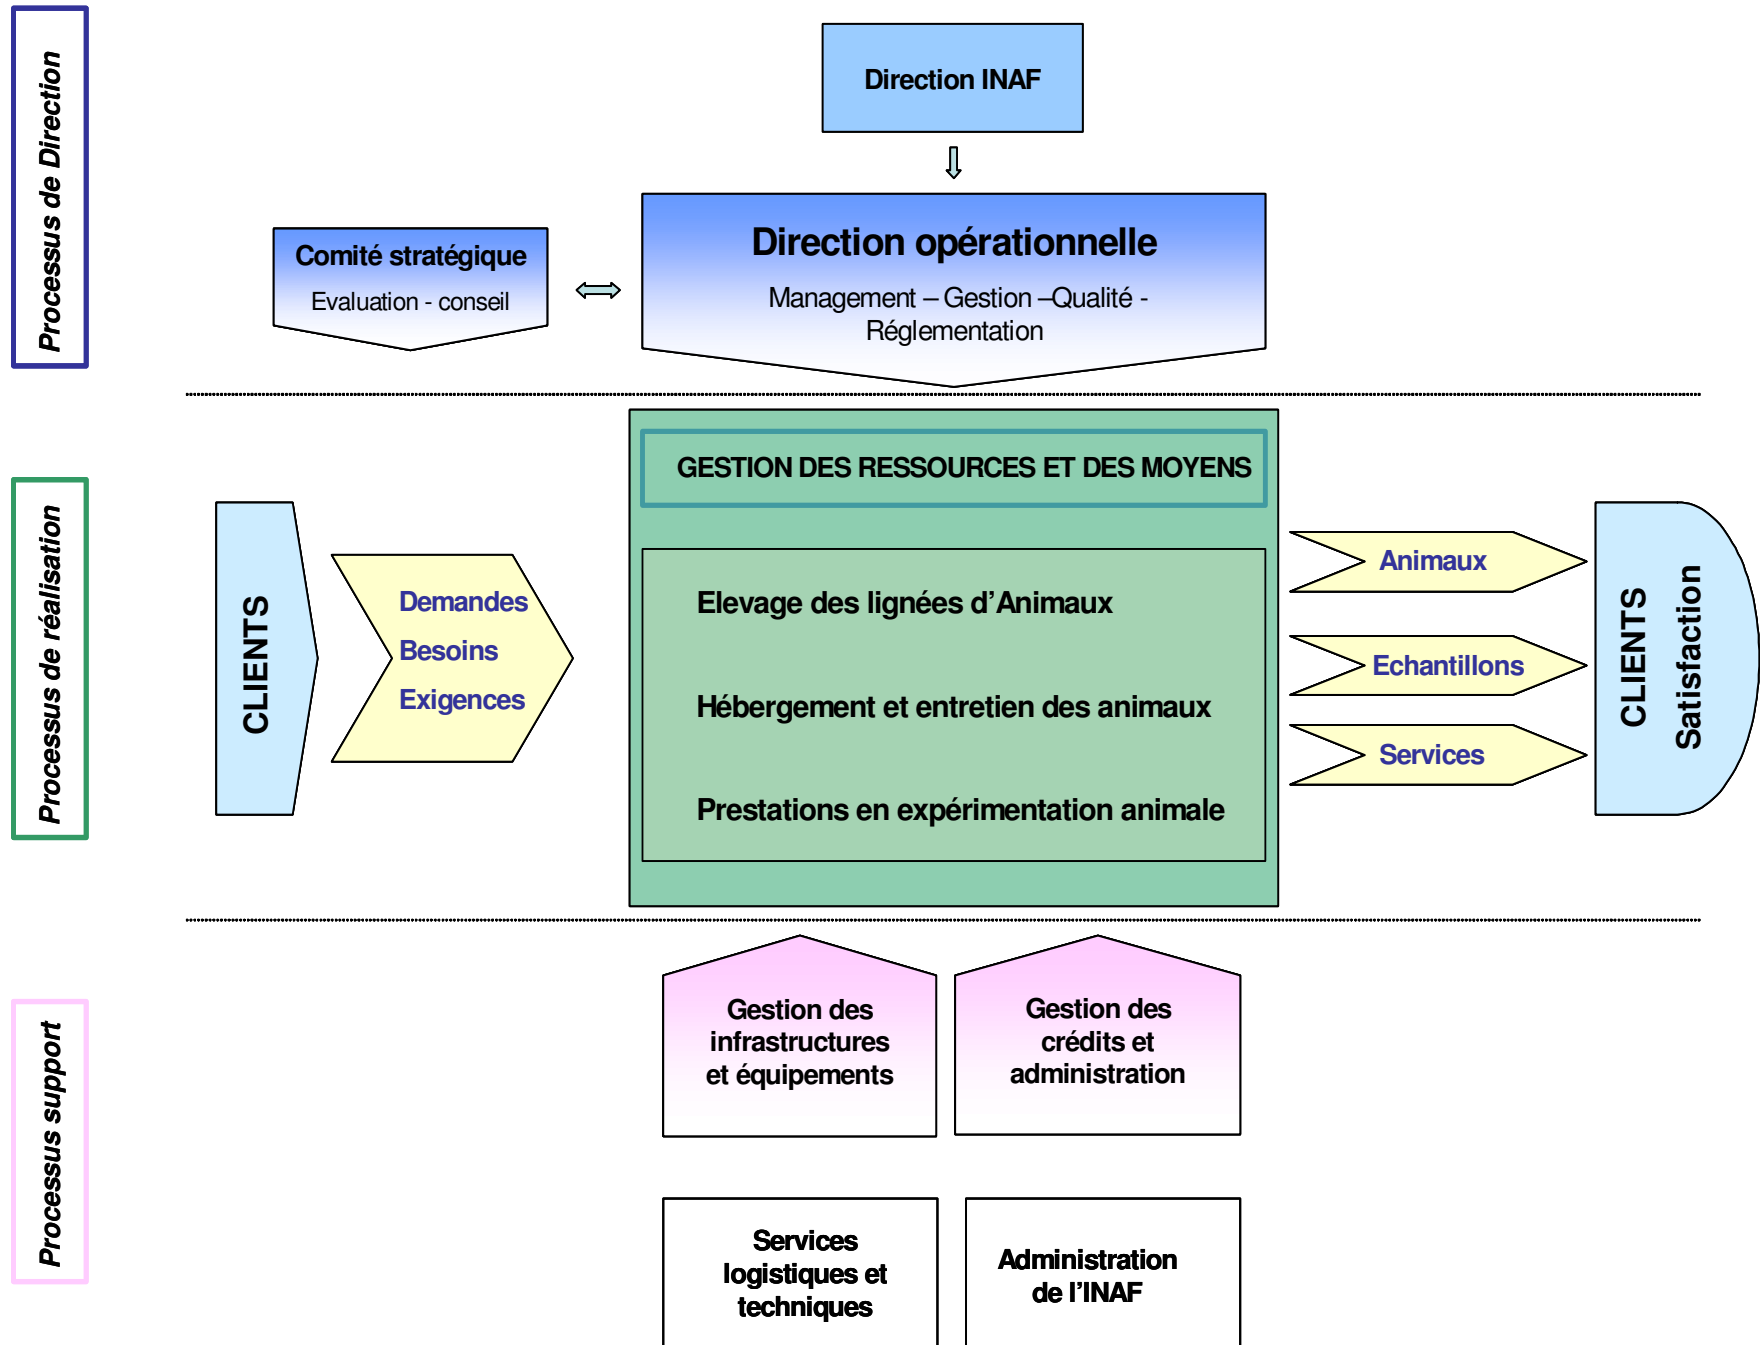 Processus de Direction
Direction INAF
Comité stratégique
Evaluation - conseil
Direction opérationnelle
Management – Gestion –Qualité -
Réglementation
Processus de réalisation
CLIENTS
Demandes
Besoins
Exigences
GESTION DES RESSOURCES ET DES MOYENS
Elevage des lignées d’Animaux
Hébergement et entretien des animaux
Prestations en expérimentation animale
Animaux
Echantillons
Services
CLIENTS
Satisfaction
Processus support
Gestion des
infrastructures
et équipements
Gestion des
crédits et
administration
Services
logistiques et
techniques
Administration
de l’INAF